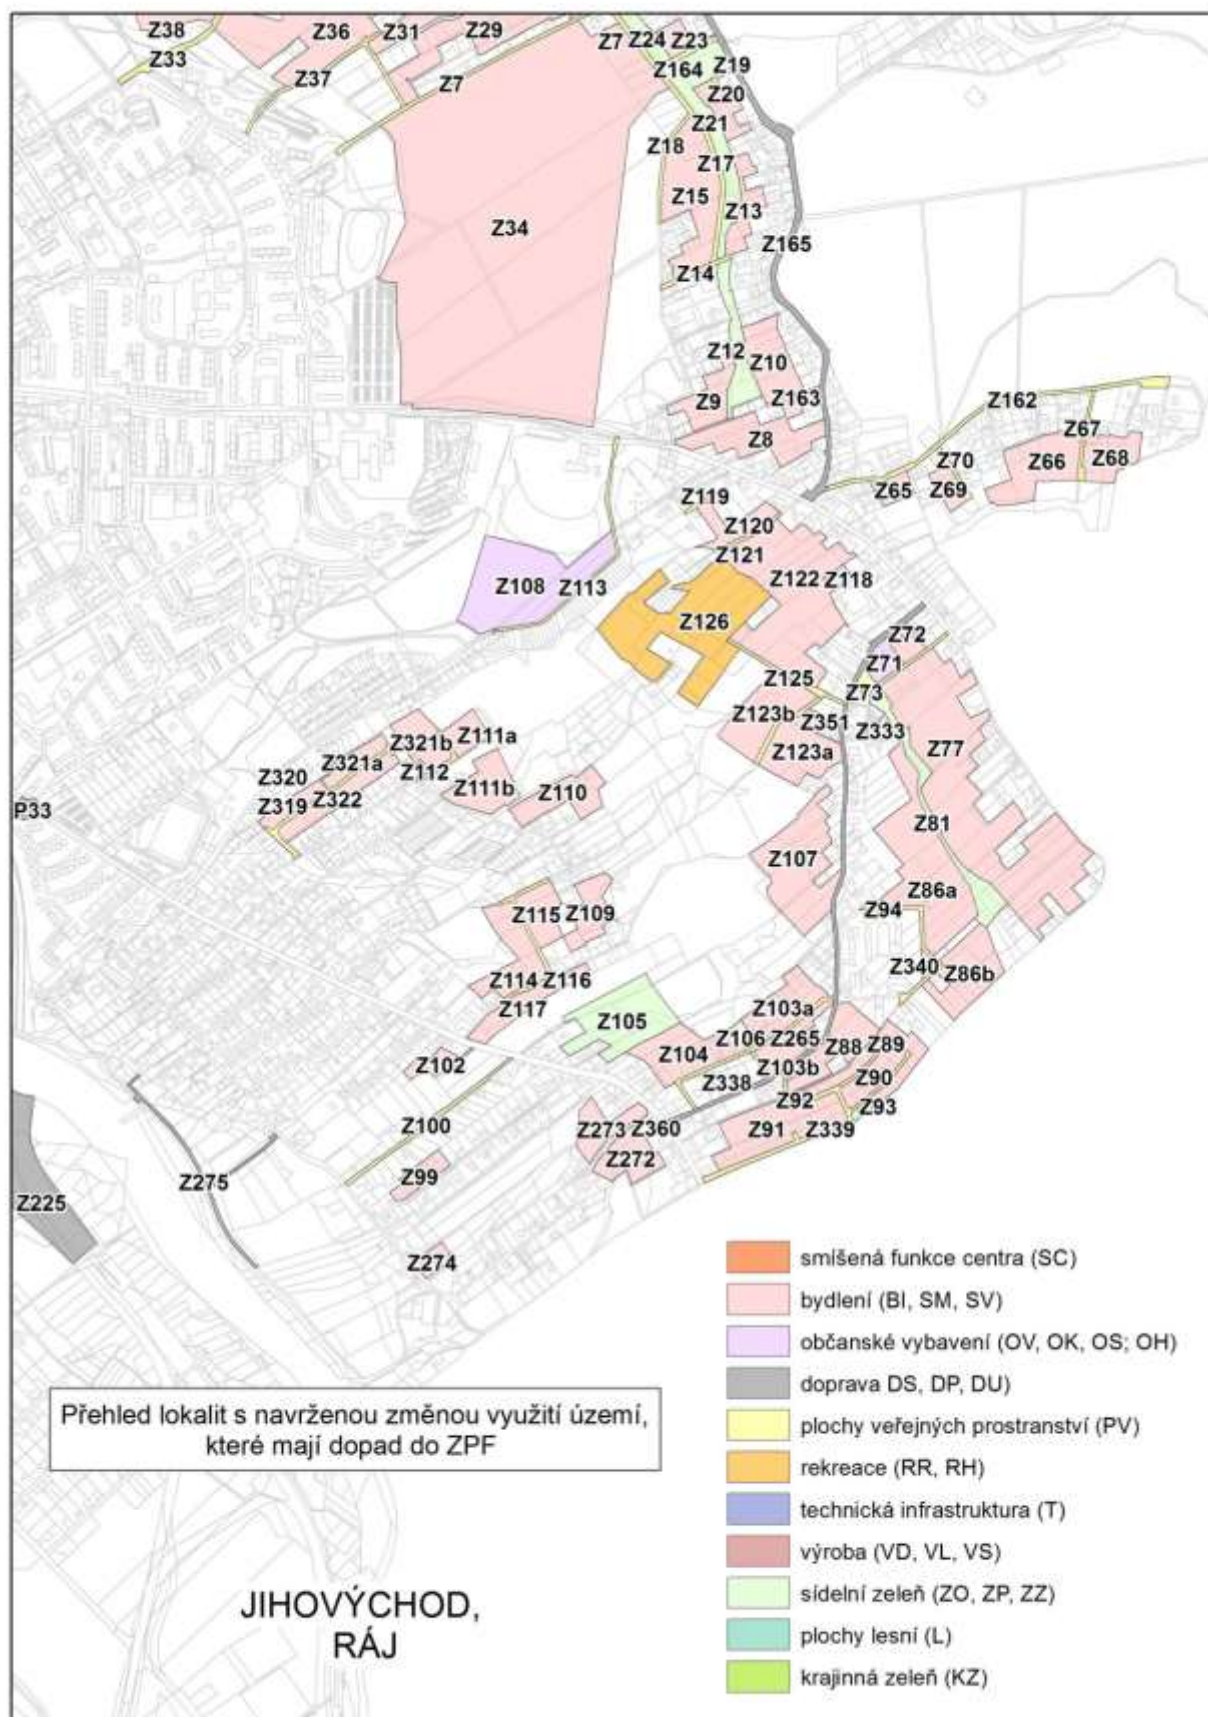 Z38
Z36
Z31
Z29
Z7
Z24
Z23
Z33
Z37
Z7
Z164
Z19
Z20
Z21
Z18
Z17
Z15
Z13
Z34
Z165
Z14
Z12
Z10
Z9
Z163
Z8
Z162
Z67
Z70
Z66
Z68
Z65
Z69
Z119
Z120
Z121
Z108
Z113
Z122
Z118
Z126
Z72
Z71
Z125
Z73
Z123b
Z351
Z333
Z111a
Z321b
Z77
Z321a
Z112
Z123a
Z320
Z111b
Z110
Z319
Z322
P33
Z81
Z107
Z86a
Z115
Z109
Z94
Z340
Z86b
Z114
Z116
Z117
Z103a
Z105
Z106
Z265
Z88
Z89
Z104
Z102
Z103b
Z90
Z338
Z92
Z93
Z100
Z273
Z360
Z91
Z339
Z272
Z99
Z275
Z225
Z274
smíšená funkce centra (SC)
bydlení (BI, SM, SV)
občanské vybavení (OV, OK, OS; OH)
doprava DS, DP, DU)
plochy veřejných prostranství (PV)
rekreace (RR, RH)
technická infrastruktura (T)
výroba (VD, VL, VS)
sídelní zeleň (ZO, ZP, ZZ)
plochy lesní (L)
krajinná zeleň (KZ)
Přehled lokalit s navrženou změnou využití území,
které mají dopad do ZPF
JIHOVÝCHOD,
RÁJ